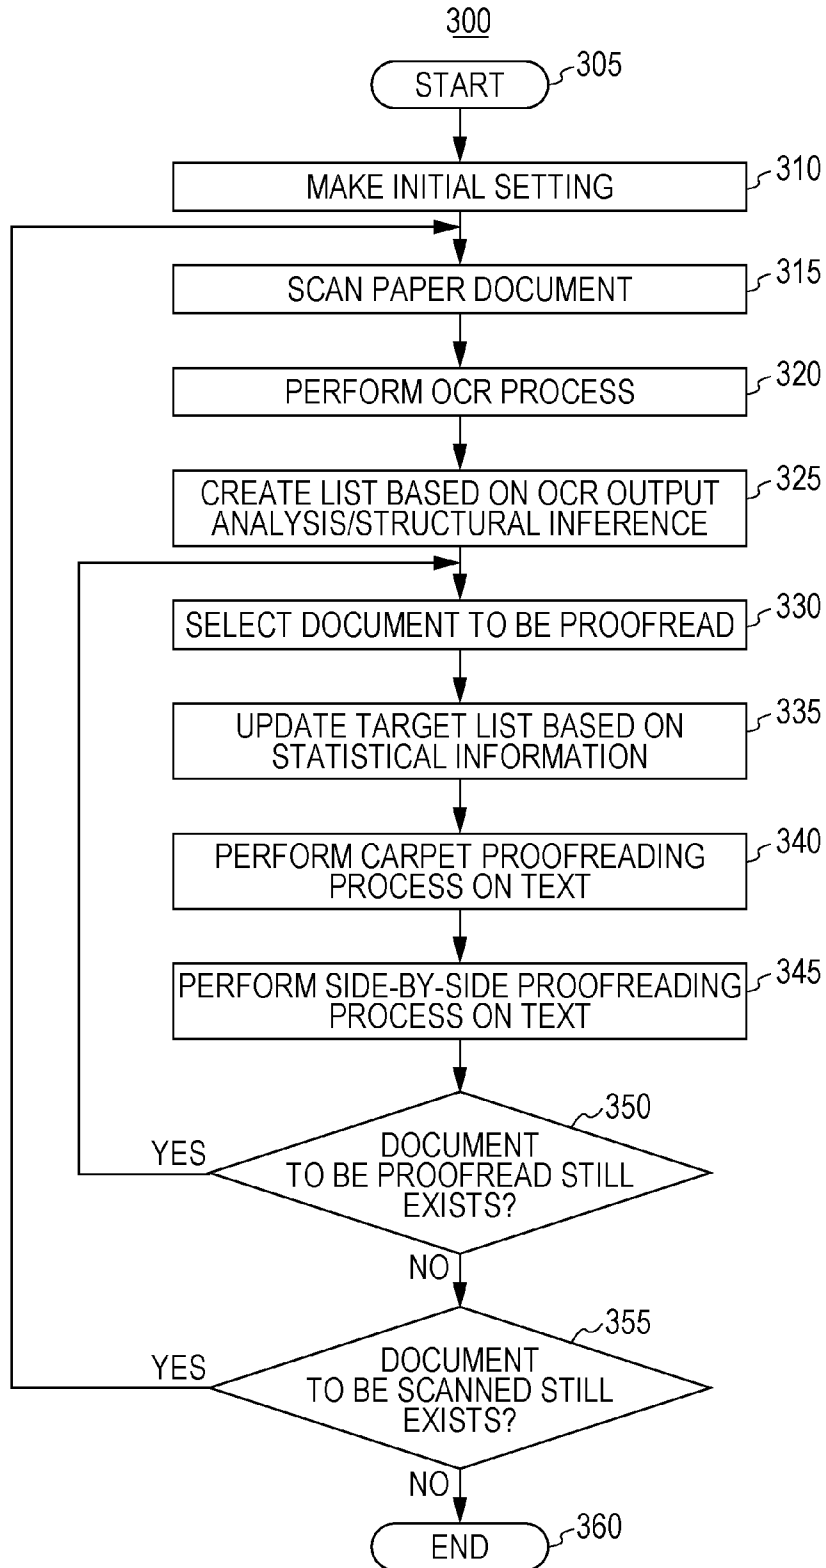 300
START
305
MAKE INITIAL SETTING
310
SCAN PAPER DOCUMENT
315
PERFORM OCR PROCESS
320
CREATE LIST BASED ON OCR OUTPUT
ANALYSIS/STRUCTURAL INFERENCE
325
SELECT DOCUMENT TO BE PROOFREAD
330
UPDATE TARGET LIST BASED ON
STATISTICAL INFORMATION
335
PERFORM CARPET PROOFREADING
PROCESS ON TEXT
340
PERFORM SIDE-BY-SIDE PROOFREADING
PROCESS ON TEXT
345
350
YES
DOCUMENT
TO BE PROOFREAD STILL
EXISTS?
NO
355
YES
DOCUMENT
TO BE SCANNED STILL
EXISTS?
NO
END
360